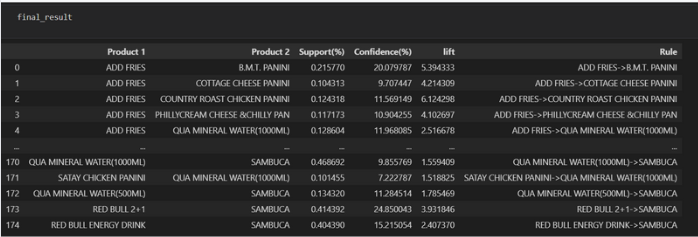 final_result
Product 1 Product 2 Support(%) Confidence(%) lift Rule
0 ADD FRIES B.M.T. PANINI 0.215770 20.079787 5.394333 ADD FRIES->B.M.T. PANINI
1 ADD FRIES COTTAGE CHEESE PANINI 0.104313 9.707447 4.214309 ADD FRIES->COTTAGE CHEESE PANINI
2 ADD FRIES COUNTRY ROAST CHICKEN PANINI 0.124318 11.569149 6.124298 ADD FRIES->COUNTRY ROAST CHICKEN PANINI
3 ADD FRIES PHILLYCREAM CHEESE &CHILLY PAN 0.117173 10.904255 4.102697 ADD FRIES->PHILLYCREAM CHEESE &CHILLY PAN
4 ADD FRIES QUA MINERAL WATER(1000ML) 0.128604 11.968085 2.516678 ADD FRIES->QUA MINERAL WATER(1000ML)
... ... ... ... ... ... ...
170 QUA MINERAL WATER(1000ML) SAMBUCA 0.468692 9.855769 1.559409 QUA MINERAL WATER(1000ML)->SAMBUCA
171 SATAY CHICKEN PANINI QUA MINERAL WATER(1000ML) 0.101455 7.222787 1.518825 SATAY CHICKEN PANINI->QUA MINERAL WATER(1000ML)
172 QUA MINERAL WATER(500ML) SAMBUCA 0.134320 11.284514 1.785469 QUA MINERAL WATER(500ML)->SAMBUCA
173 RED BULL 2+1 SAMBUCA 0.414392 24.850043 3.931846 RED BULL 2+1->SAMBUCA
174 RED BULL ENERGY DRINK SAMBUCA 0.404390 15.215054 2.407370 RED BULL ENERGY DRINK->SAMBUCA